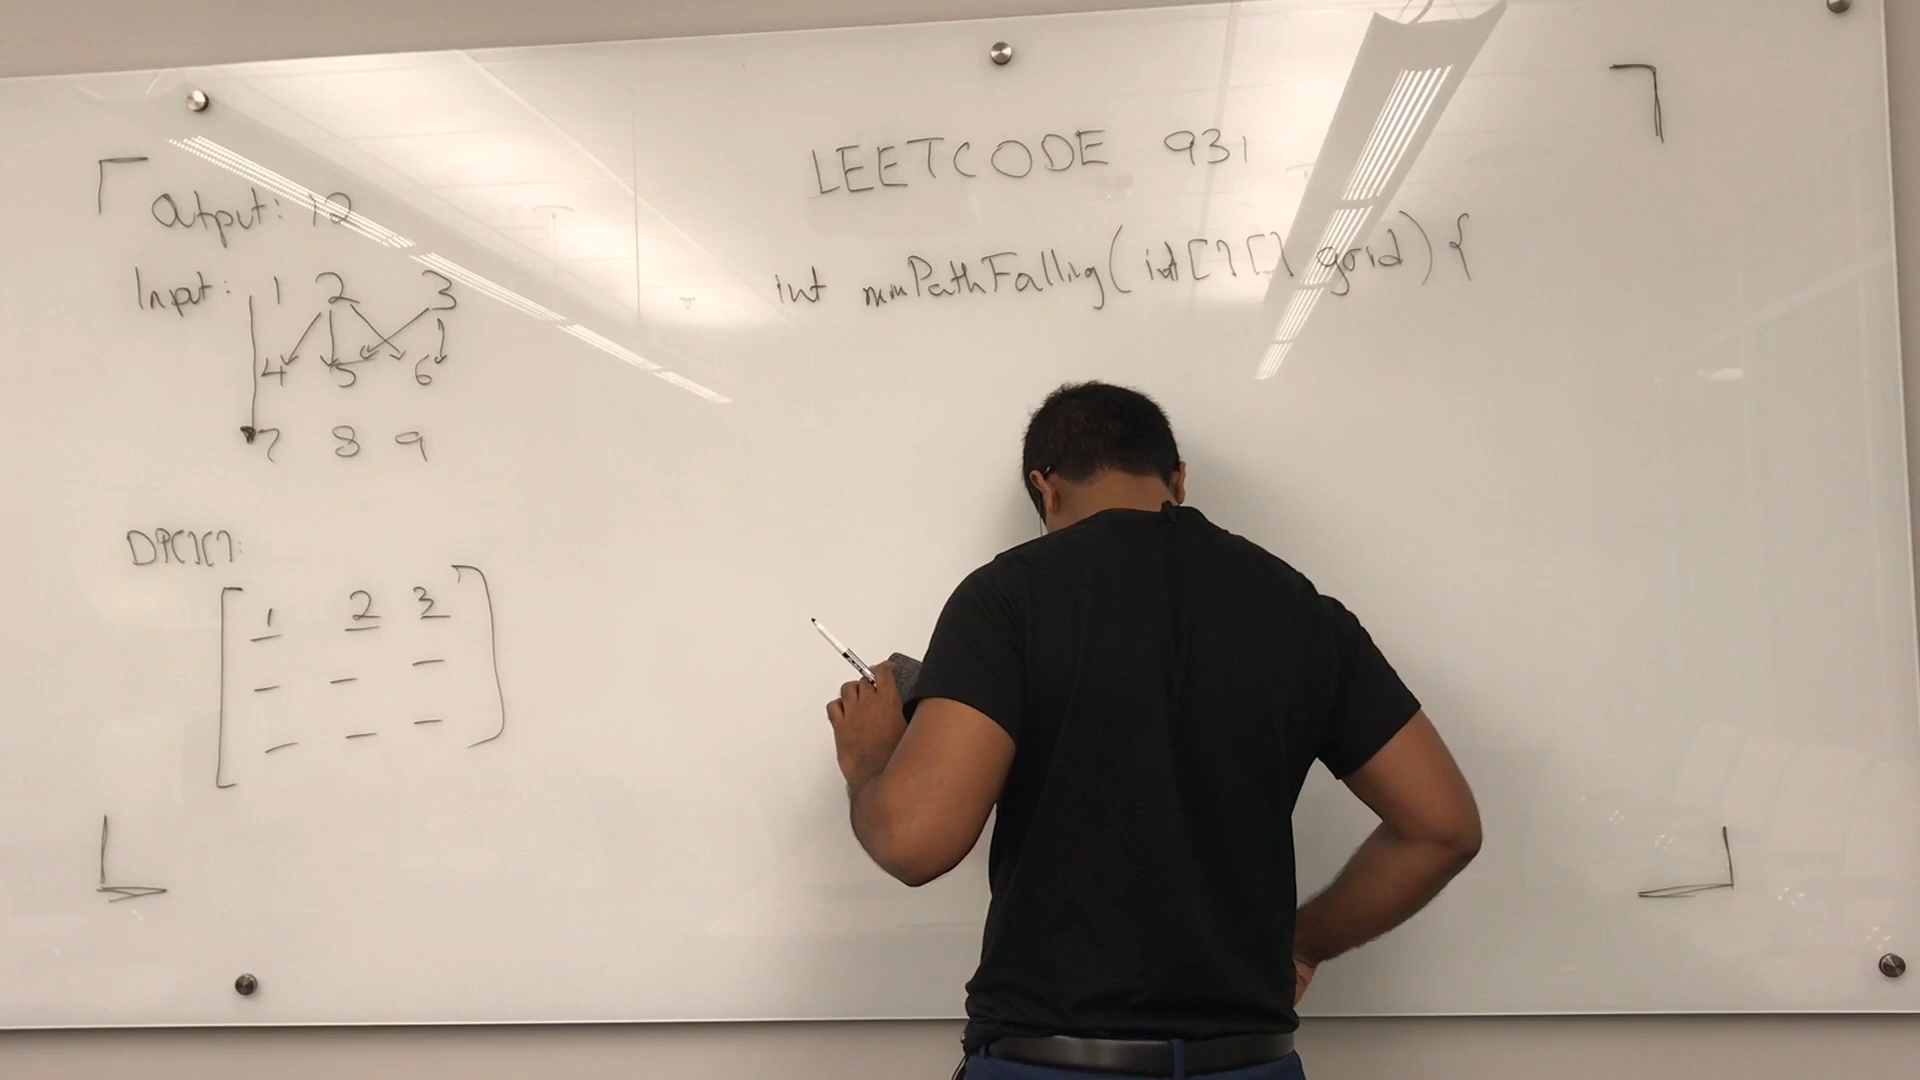 LEETCODE 931
int minPathFalling(int[][] grid) {
Output: 12
Input: 1 2 3
4 5 6
7 8 9
DP[][]:
1 2 3